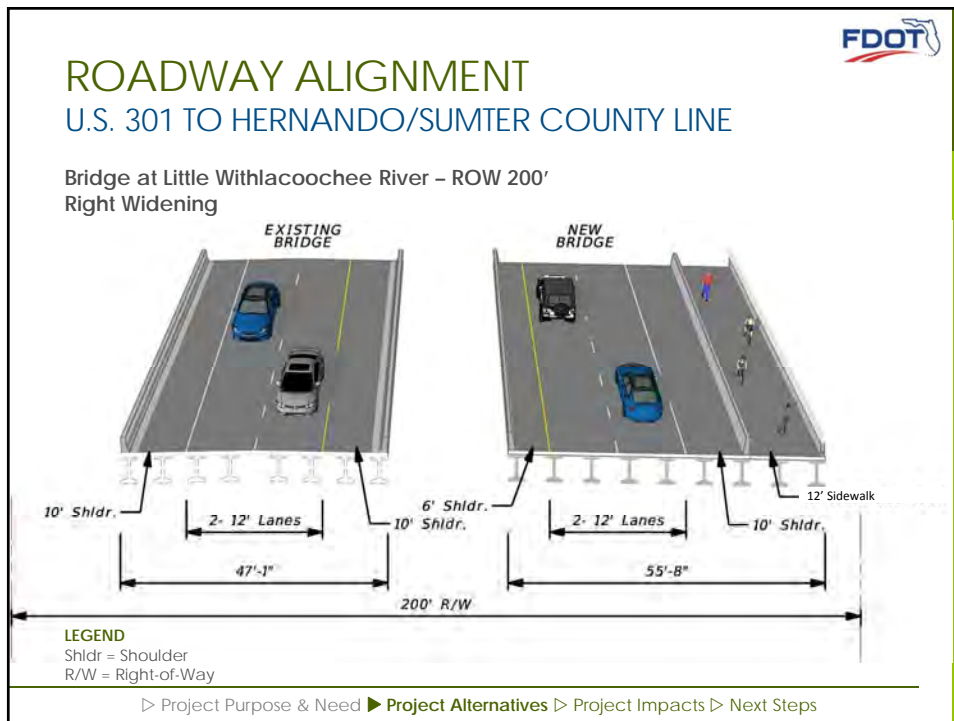 FDOT
ROADWAY ALIGNMENT
U.S. 301 TO HERNANDO/SUMTER COUNTY LINE
Bridge at Little Withlacoochee River – ROW 200'
Right Widening
EXISTING
BRIDGE
NEW
BRIDGE
10' Shldr.
2- 12' Lanes
10' Shldr.
6' Shldr.
2- 12' Lanes
10' Shldr.
12' Sidewalk
47'-1"
55'-8"
200' R/W
LEGEND
Shldr = Shoulder
R/W = Right-of-Way
▷ Project Purpose & Need ▶ Project Alternatives ▷ Project Impacts ▷ Next Steps